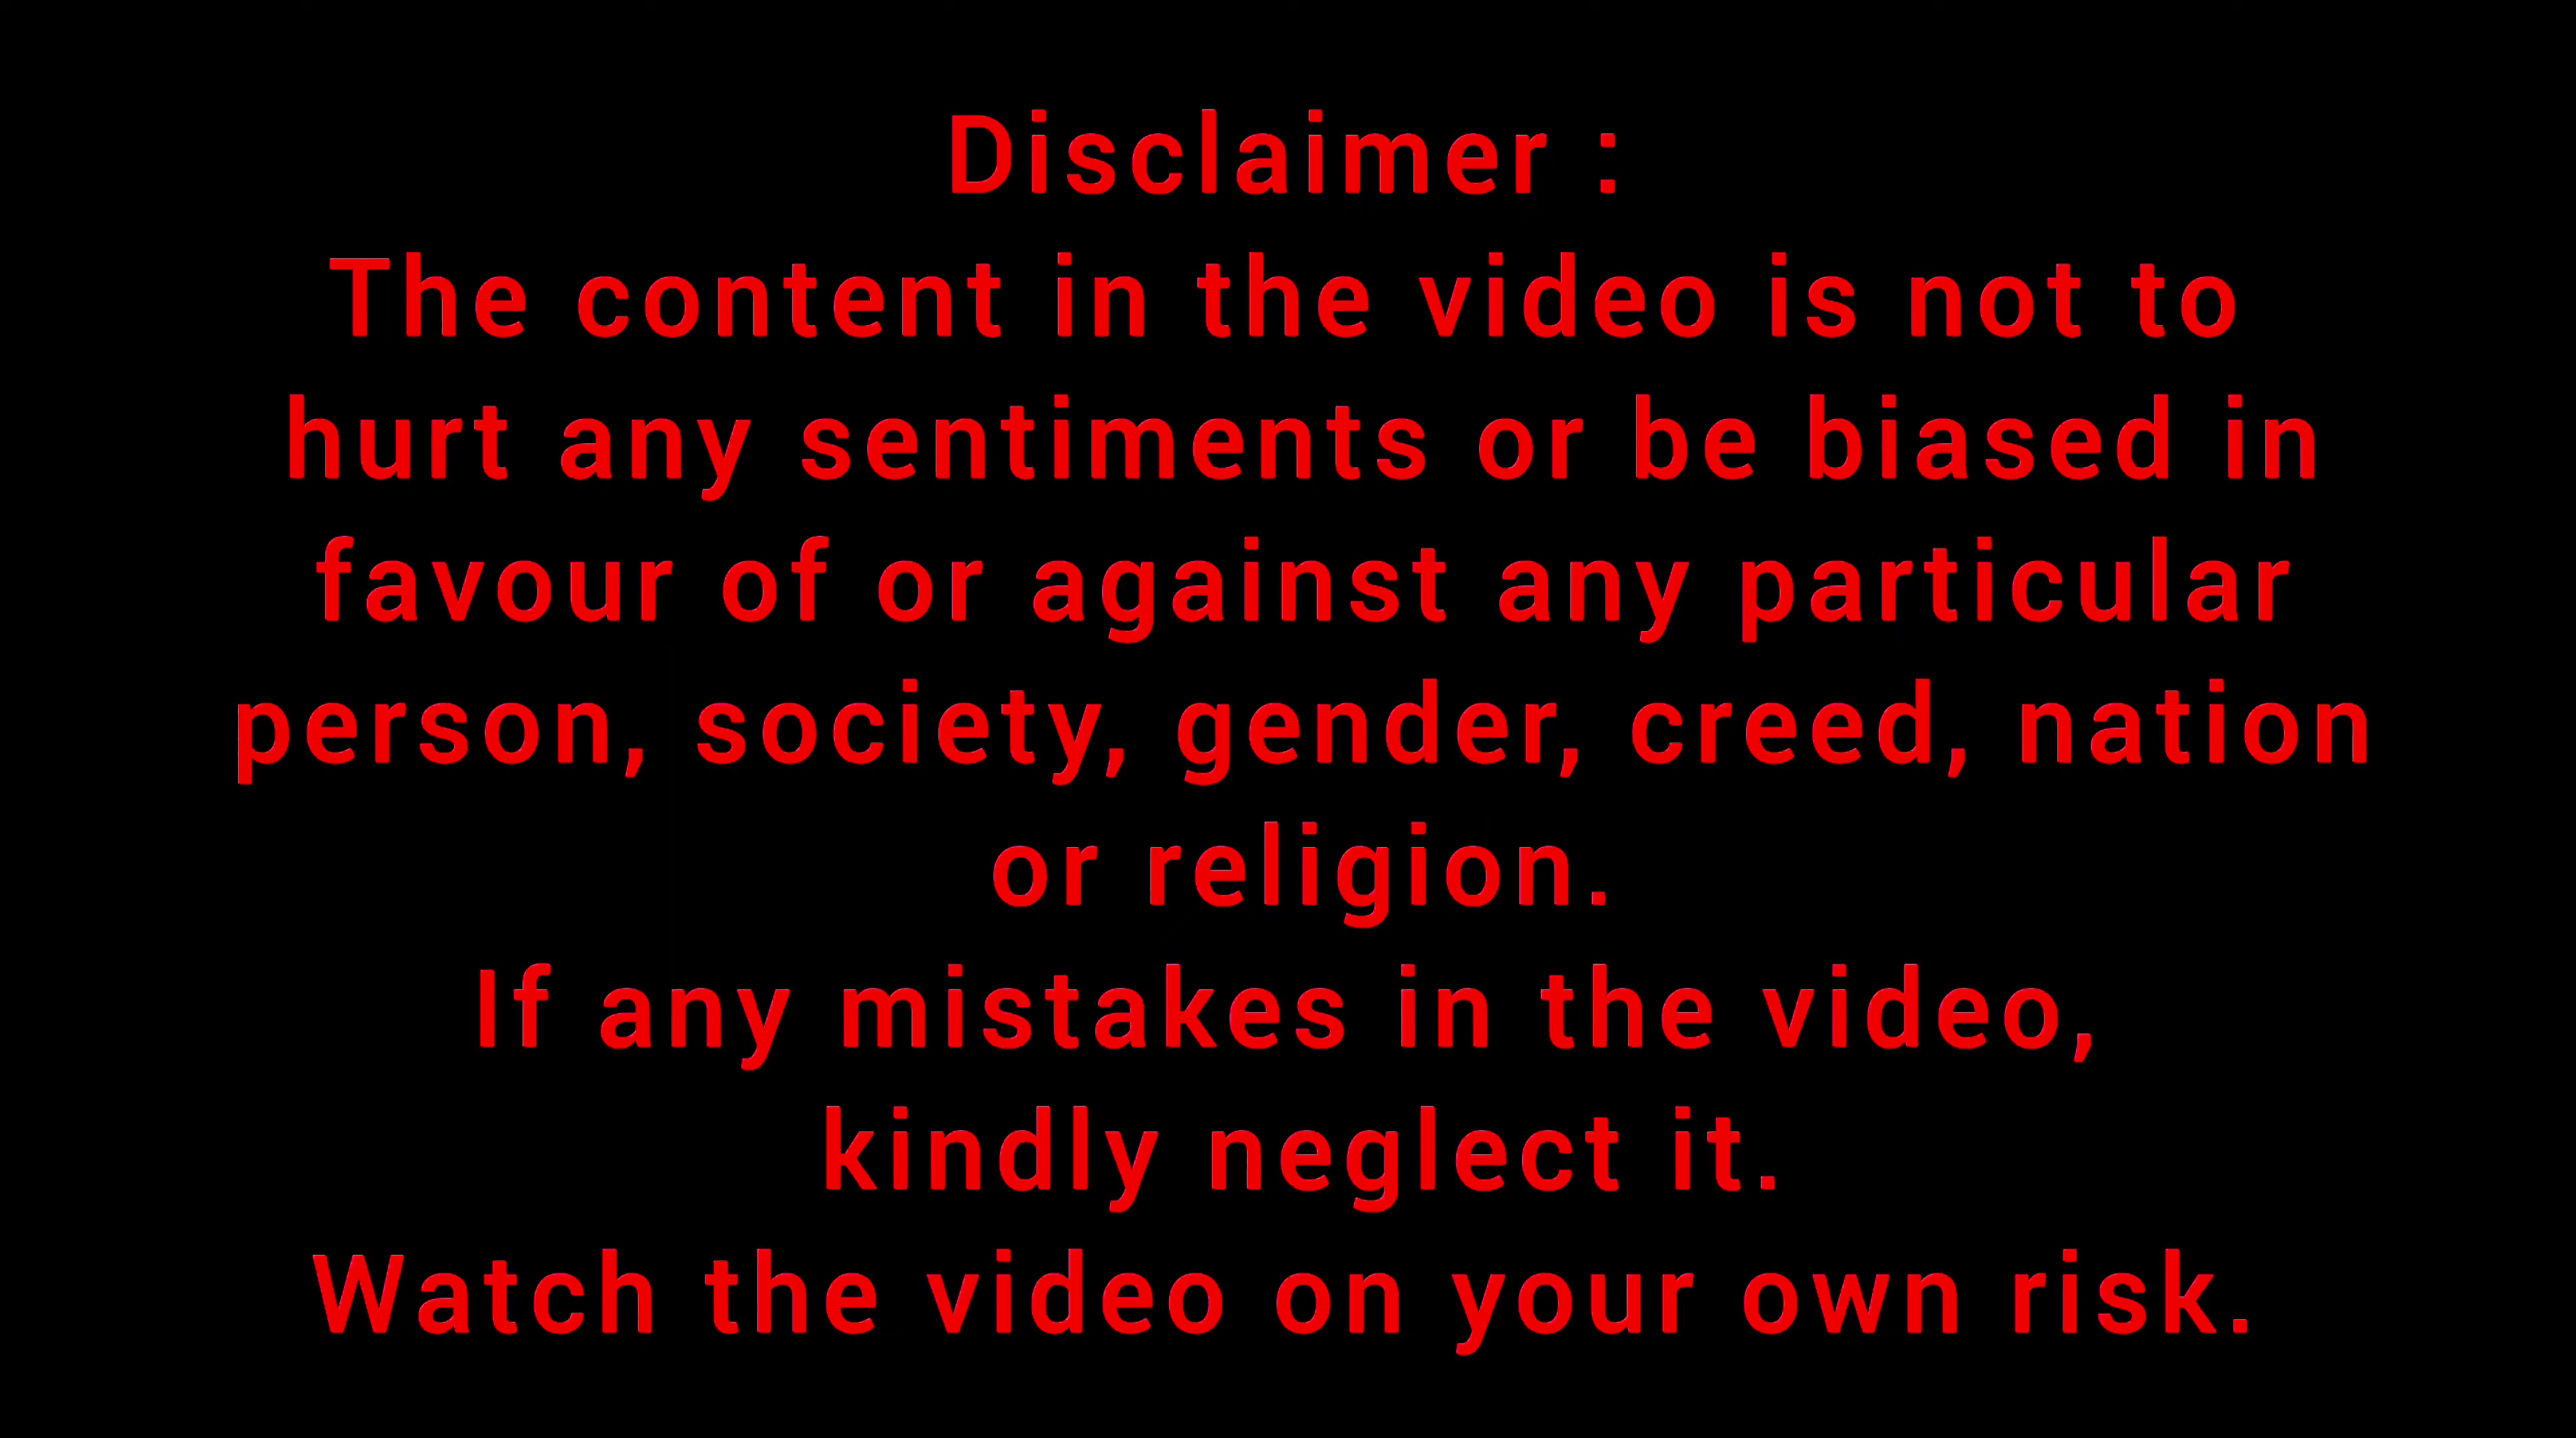 Disclaimer :
The content in the video is not to
hurt any sentiments or be biased in
favour of or against any particular
person, society, gender, creed, nation
or religion.
If any mistakes in the video,
kindly neglect it.
Watch the video on your own risk.